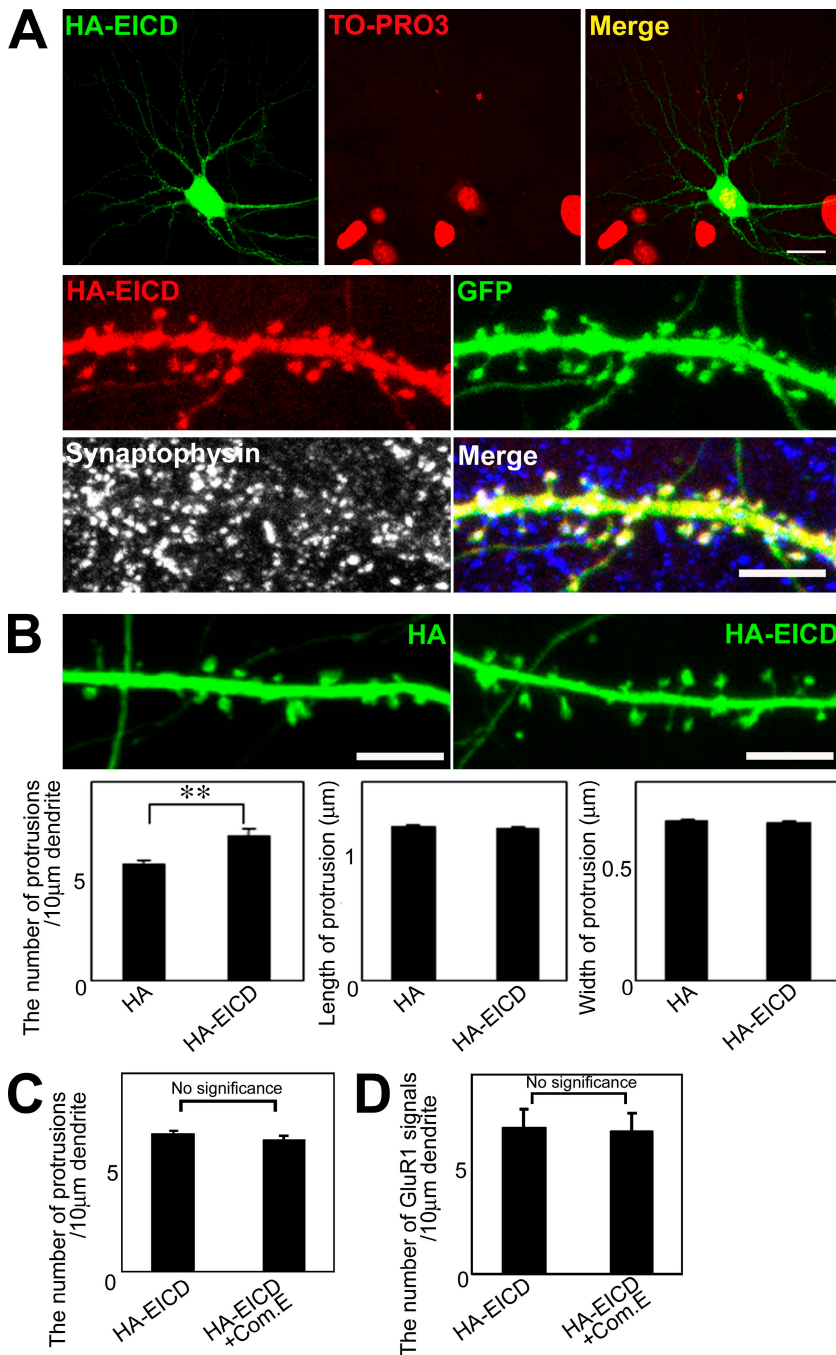 A
HA-EICD
TO-PRO3
Merge
HA-EICD
GFP
Synaptophysin
Merge
B
HA
HA-EICD
The number of protrusions
/10μm dendrite
5
0
**
HA
HA-EICD
Length of protrusion (μm)
1
0
HA
HA-EICD
Width of protrusion (μm)
0.5
0
HA
HA-EICD
C
The number of protrusions
/10μm dendrite
5
0
No significance
HA-EICD
HA-EICD
+Com.E
D
The number of GluR1 signals
/10μm dendrite
5
0
No significance
HA-EICD
HA-EICD
+Com.E